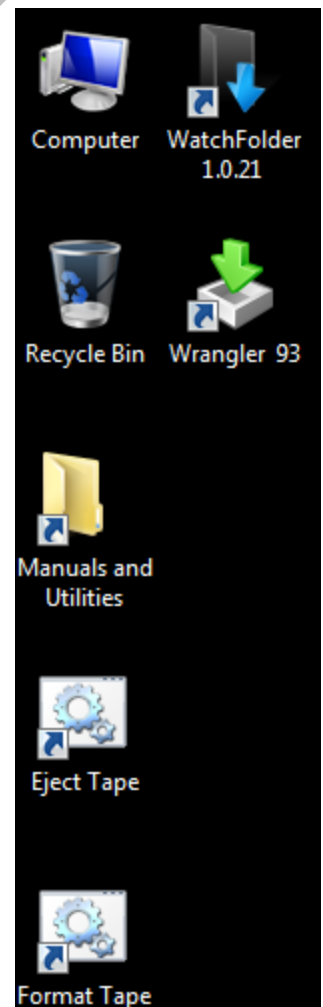 Computer
WatchFolder
1.0.21
Recycle Bin
Wrangler 93
Manuals and
Utilities
Eject Tape
Format Tape